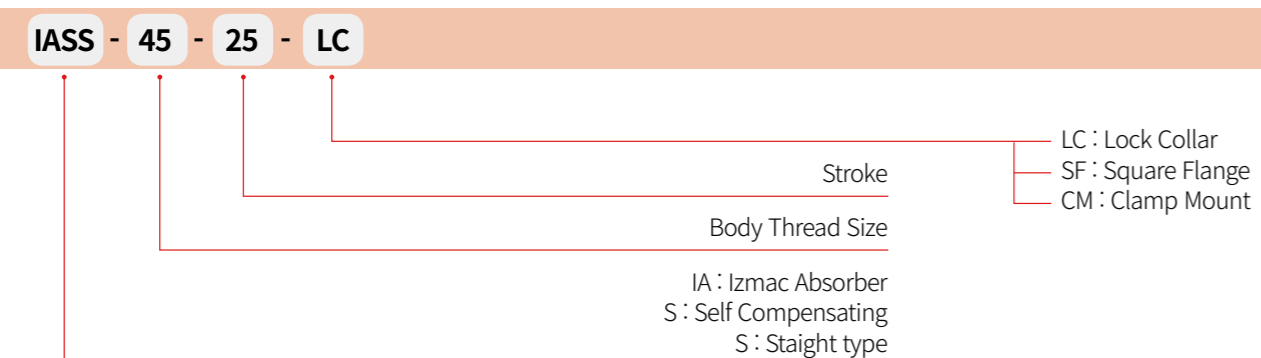 IASS - 45 - 25 - LC
LC : Lock Collar
SF : Square Flange
CM : Clamp Mount
Stroke
Body Thread Size
IA : Izmac Absorber
S : Self Compensating
S : Staight type